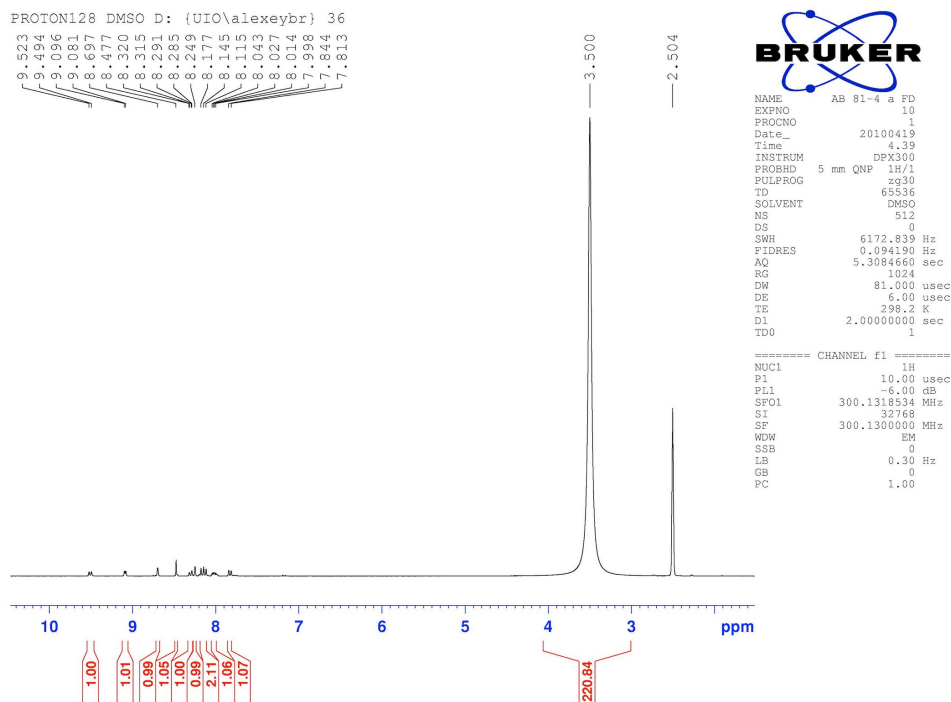 PROTON128 DMSO D: {UIO\alexeybr} 36
9.523
9.494
9.096
9.081
8.697
8.477
8.320
8.315
8.291
8.285
8.249
8.177
8.145
8.115
8.043
8.027
8.014
7.998
7.844
7.813
3.500
2.504
BRUKER
NAME AB 81-4 a FD
EXPNO 10
PROCNO 1
Date_ 20100419
Time 4.39
INSTRUM DPX300
PROBHD 5 mm QNP 1H/1
PULPROG zg30
TD 65536
SOLVENT DMSO
NS 512
DS 0
SWH 6172.839 Hz
FIDRES 0.094190 Hz
AQ 5.3084660 sec
RG 1024
DW 81.000 usec
DE 6.00 usec
TE 298.2 K
D1 2.00000000 sec
TD0 1
======== CHANNEL f1 ========
NUC1 1H
P1 10.00 usec
PL1 -6.00 dB
SFO1 300.1318534 MHz
SI 32768
SF 300.1300000 MHz
WDW EM
SSB 0
LB 0.30 Hz
GB 0
PC 1.00
10 9 8 7 6 5 4 3 ppm
1.00
1.01
0.99
1.05
1.00
0.99
2.11
1.06
1.07
220.84